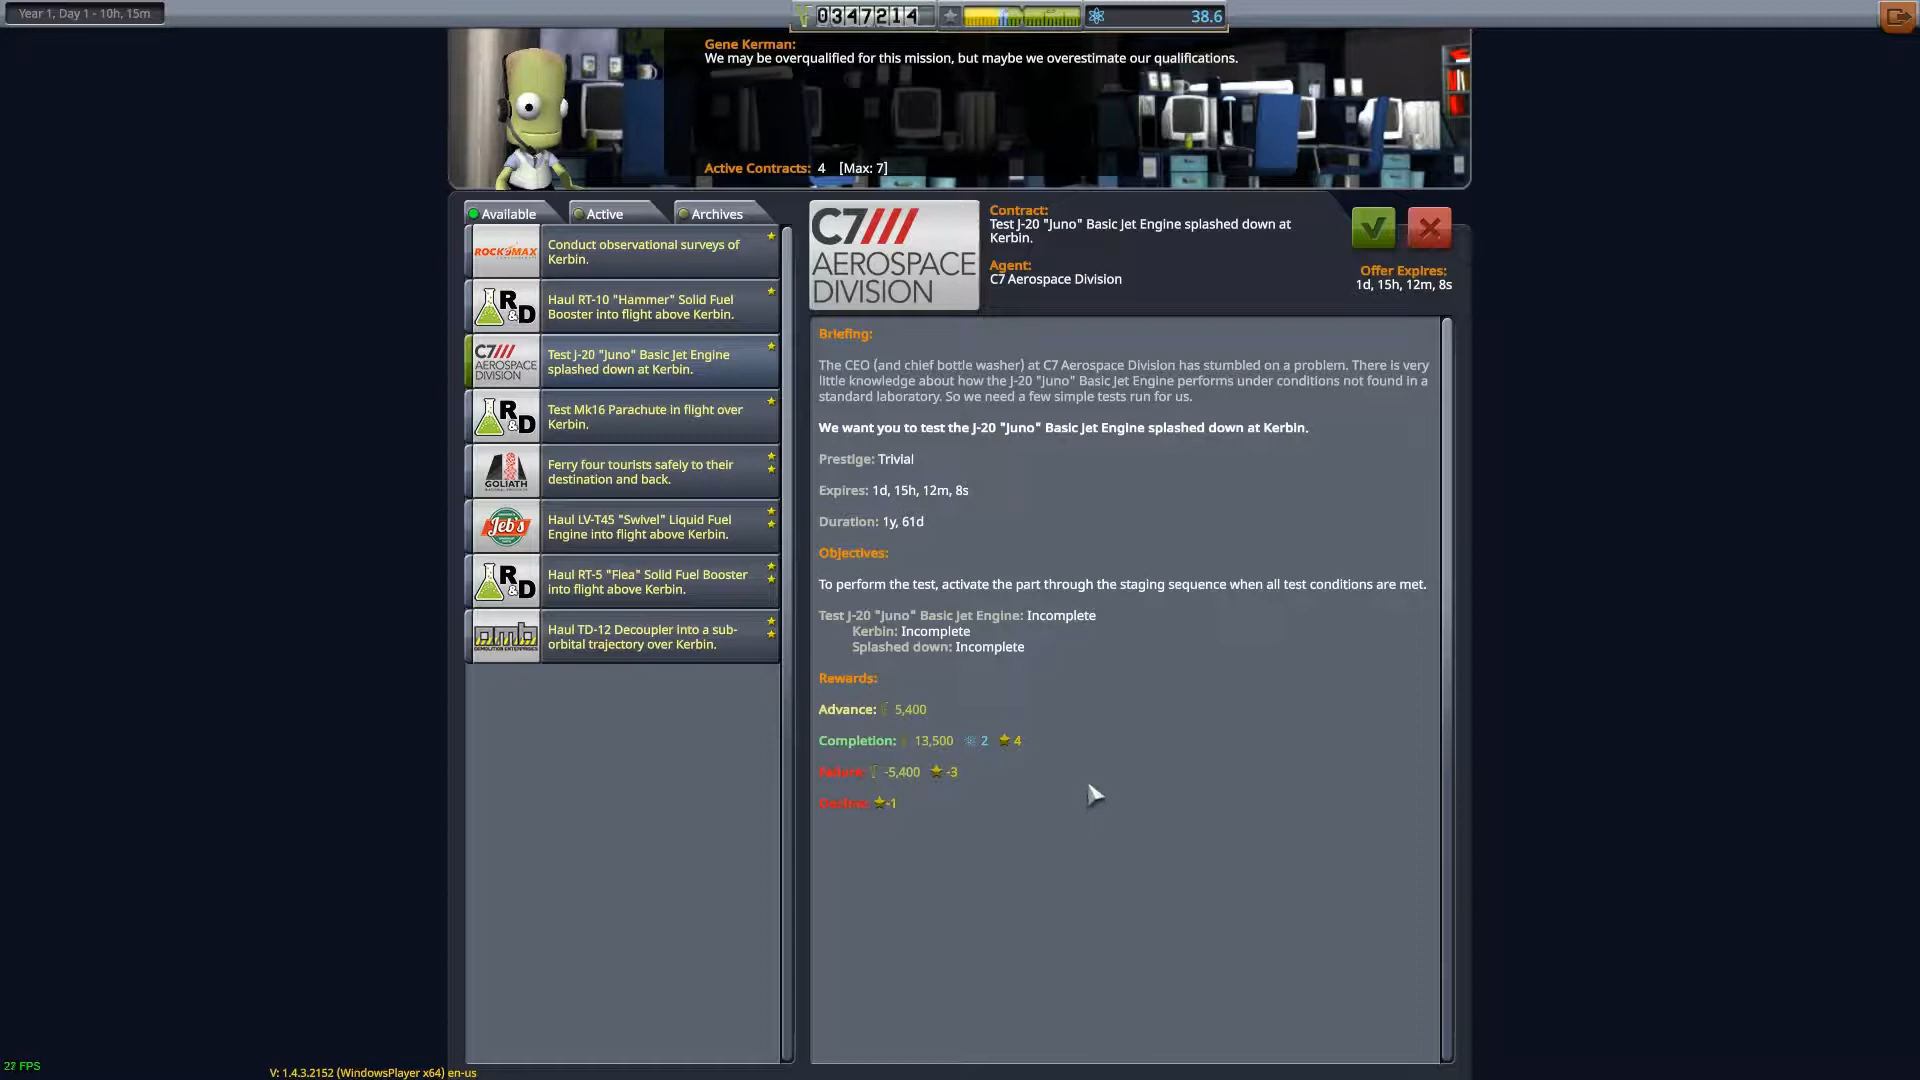 Year 1, Day 1 - 10h, 15m
0347214
38.6
Gene Kerman:
We may be overqualified for this mission, but maybe we overestimate our qualifications.
Active Contracts: 4 [Max: 7]
Available
Active
Archives
ROCKOMAX
Conduct observational surveys of
Kerbin.
R&D
Haul RT-10 "Hammer" Solid Fuel
Booster into flight above Kerbin.
C7///
AEROSPACE
DIVISION
Test J-20 "Juno" Basic Jet Engine
splashed down at Kerbin.
R&D
Test Mk16 Parachute in flight over
Kerbin.
GOLIATH
Ferry four tourists safely to their
destination and back.
Jeb's
Haul LV-T45 "Swivel" Liquid Fuel
Engine into flight above Kerbin.
R&D
Haul RT-5 "Flea" Solid Fuel Booster
into flight above Kerbin.
Haul TD-12 Decoupler into a sub-
orbital trajectory over Kerbin.
C7///
AEROSPACE
DIVISION
Contract:
Test J-20 "Juno" Basic Jet Engine splashed down at
Kerbin.
Agent:
C7 Aerospace Division
Offer Expires:
1d, 15h, 12m, 8s
Briefing:
The CEO (and chief bottle washer) at C7 Aerospace Division has stumbled on a problem. There is very
little knowledge about how the J-20 "Juno" Basic Jet Engine performs under conditions not found in a
standard laboratory. So we need a few simple tests run for us.
We want you to test the J-20 "Juno" Basic Jet Engine splashed down at Kerbin.
Prestige: Trivial
Expires: 1d, 15h, 12m, 8s
Duration: 1y, 61d
Objectives:
To perform the test, activate the part through the staging sequence when all test conditions are met.
Test J-20 "Juno" Basic Jet Engine: Incomplete
Kerbin: Incomplete
Splashed down: Incomplete
Rewards:
Advance: 5,400
Completion: 13,500 2 4
Failure: -5,400 -3
Decline: -1
22 FPS
V: 1.4.3.2152 (WindowsPlayer x64) en-us